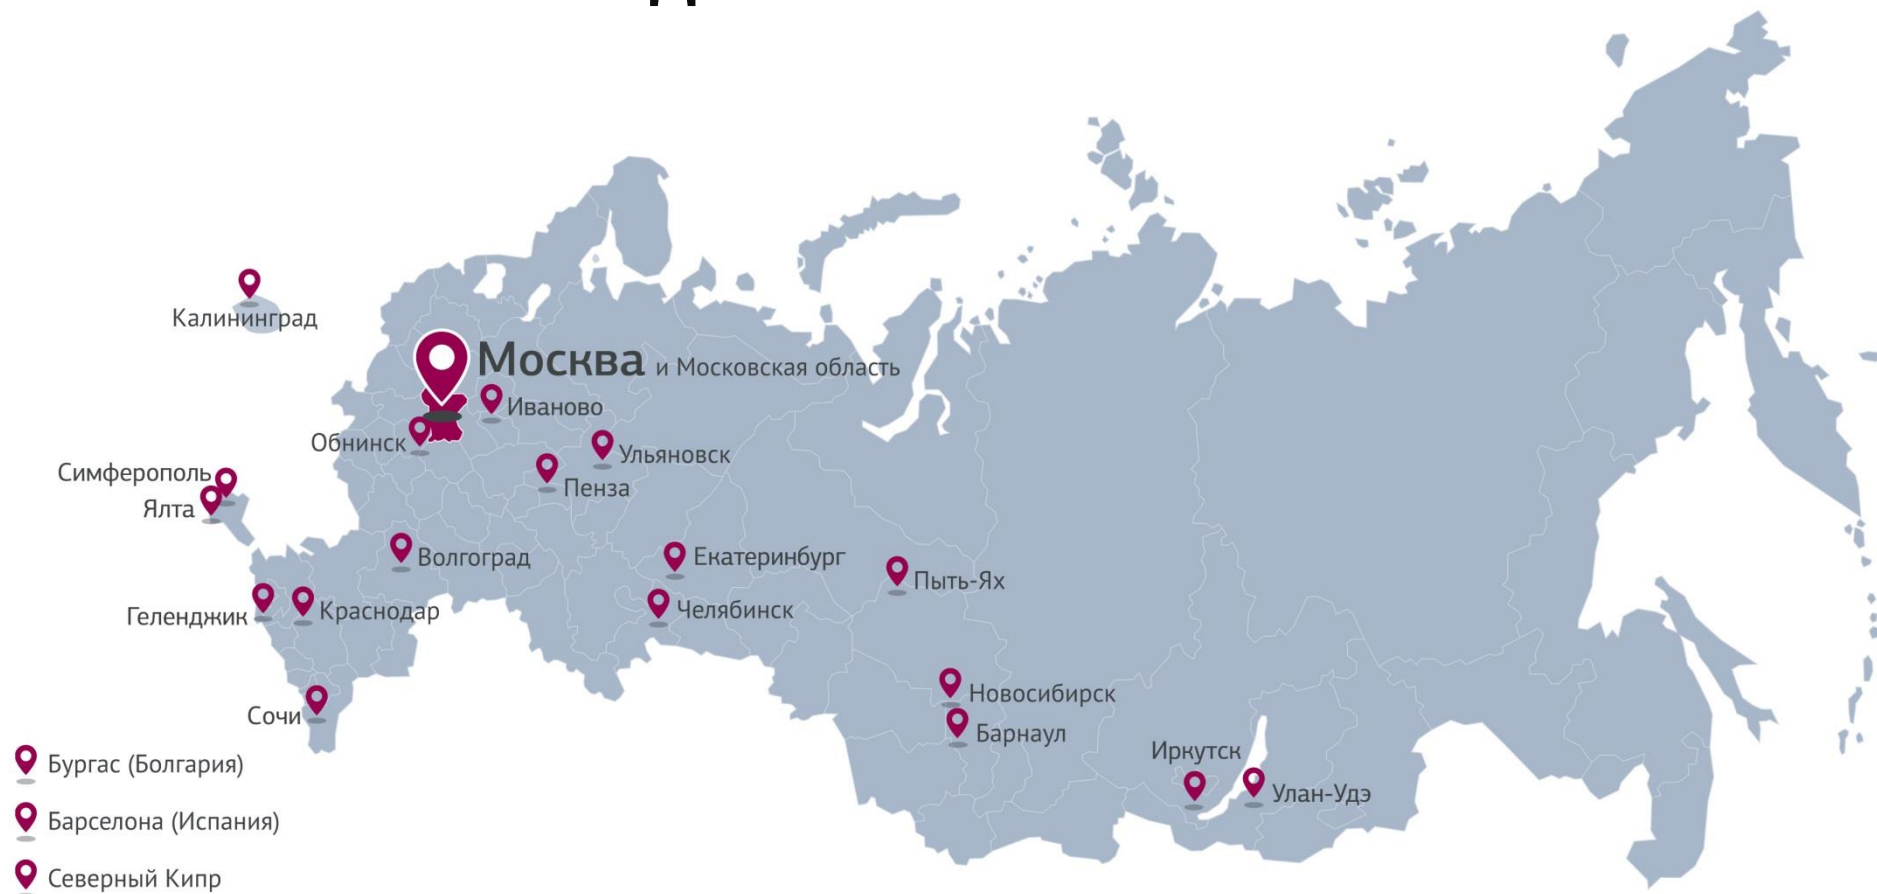 Калининград
Москва и Московская область
Иваново
Обнинск
Ульяновск
Симферополь
Пенза
Ялта
Волгоград
Екатеринбург
Пыть-Ях
Геленджик
Краснодар
Челябинск
Новосибирск
Сочи
Барнаул
Иркутск
Бургас (Болгария)
Улан-Удэ
Барселона (Испания)
Северный Кипр